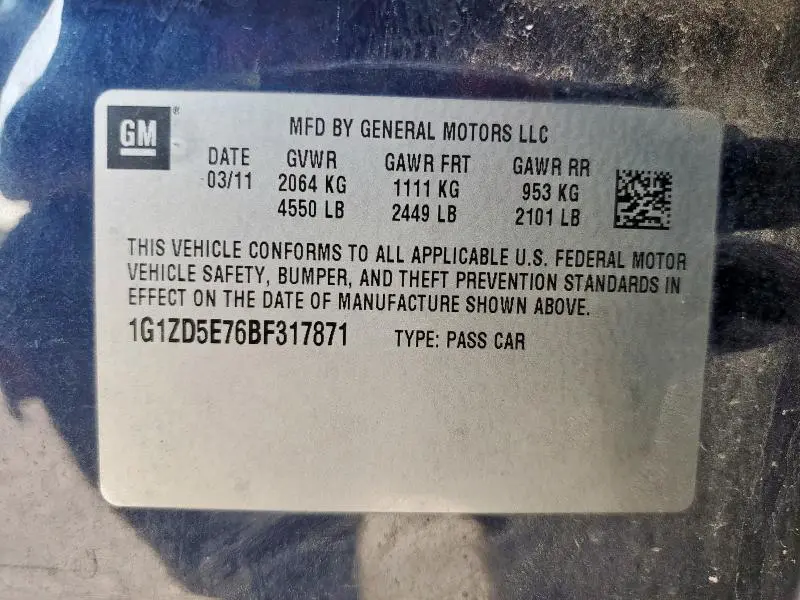 GM®
MFD BY GENERAL MOTORS LLC
DATE GVWR GAWR FRT GAWR RR
03/11 2064 KG 1111 KG 953 KG
4550 LB 2449 LB 2101 LB
THIS VEHICLE CONFORMS TO ALL APPLICABLE U.S. FEDERAL MOTOR
VEHICLE SAFETY, BUMPER, AND THEFT PREVENTION STANDARDS IN
EFFECT ON THE DATE OF MANUFACTURE SHOWN ABOVE.
1G1ZD5E76BF317871 TYPE: PASS CAR